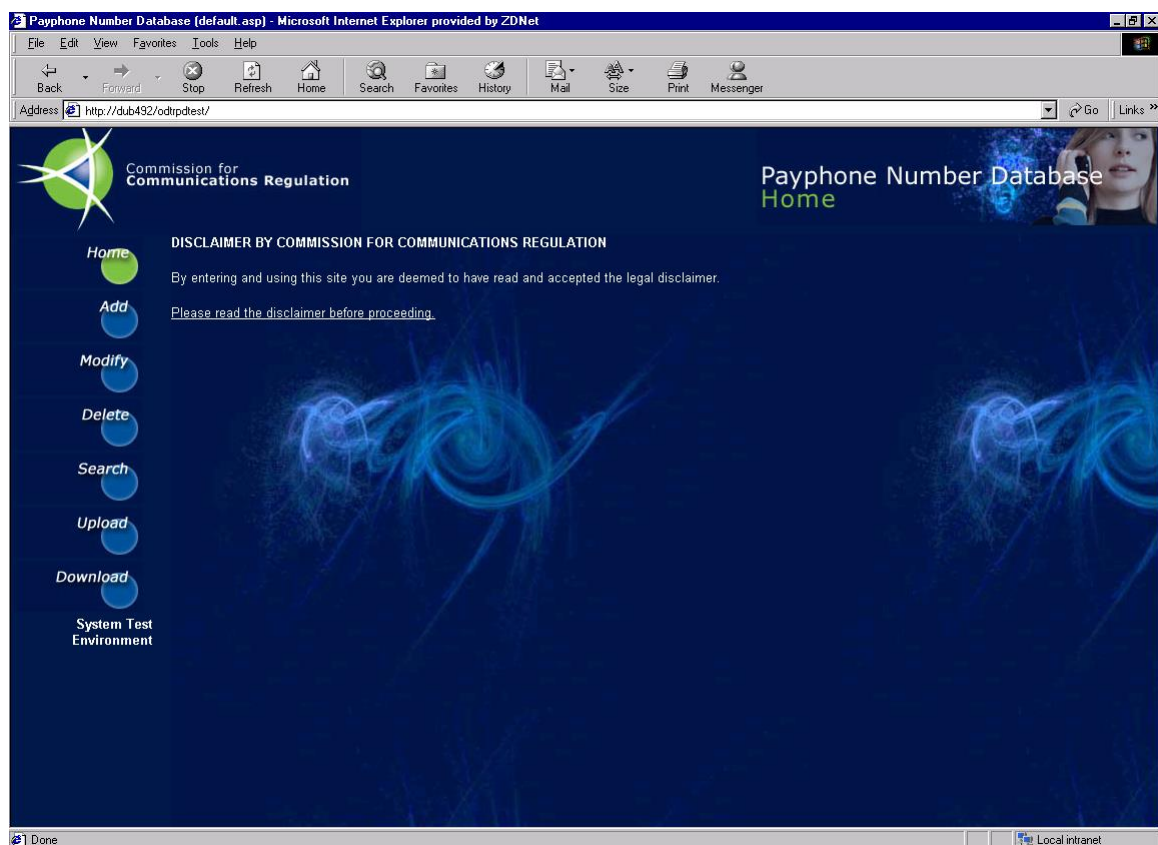 Payphone Number Database (default.asp) - Microsoft Internet Explorer provided by ZDNet
File Edit View Favorites Tools Help
Back Forward Stop Refresh Home Search Favorites History Mail Size Print Messenger
Address http://dub492/odtrpdtest/ Go Links »
Commission for
Communications Regulation
Payphone Number Database
Home
Home
DISCLAIMER BY COMMISSION FOR COMMUNICATIONS REGULATION
By entering and using this site you are deemed to have read and accepted the legal disclaimer.
Please read the disclaimer before proceeding.
Add
Modify
Delete
Search
Upload
Download
System Test
Environment
Done Local intranet